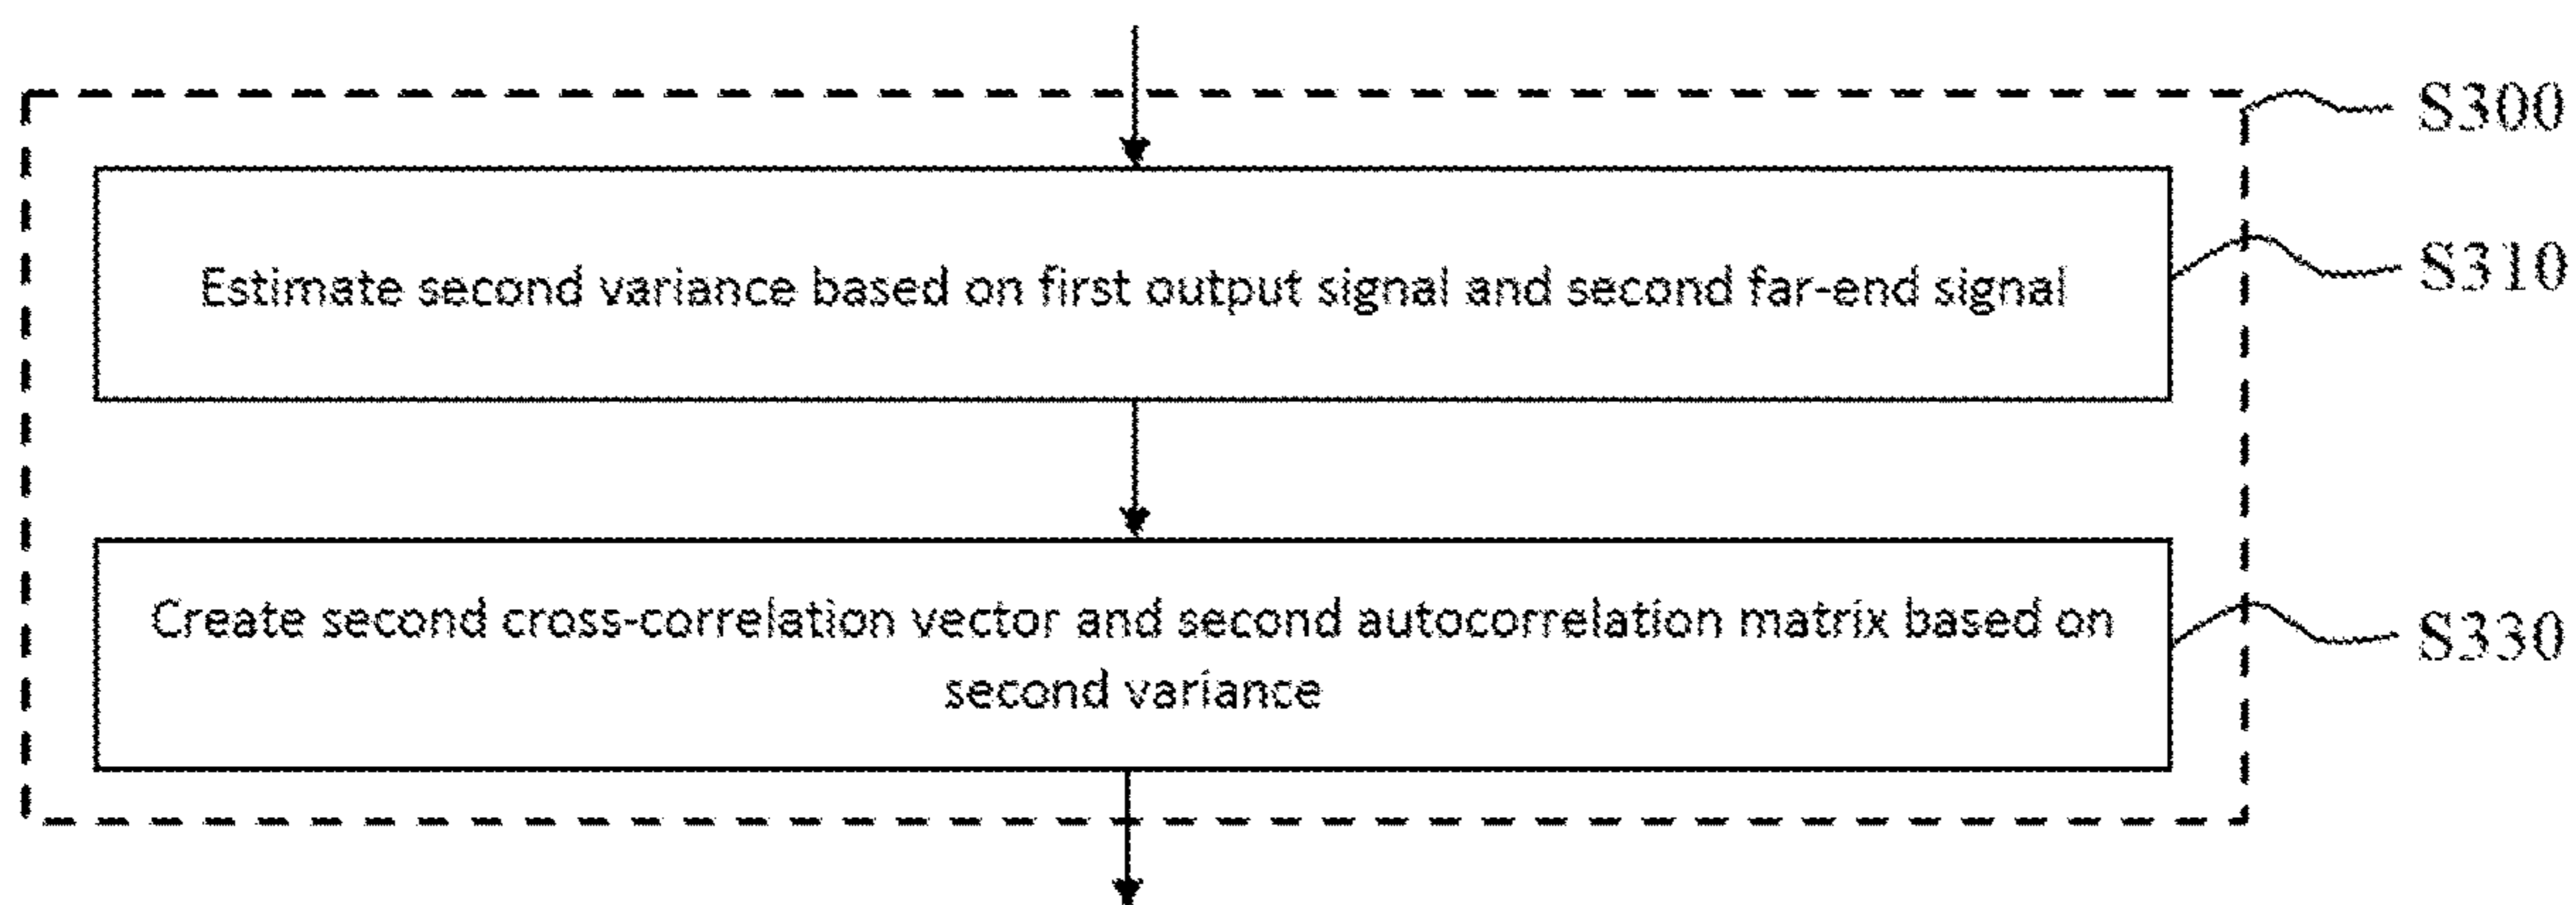 S300
Estimate second variance based on first output signal and second far-end signal
S310
Create second cross-correlation vector and second autocorrelation matrix based on
second variance
S330